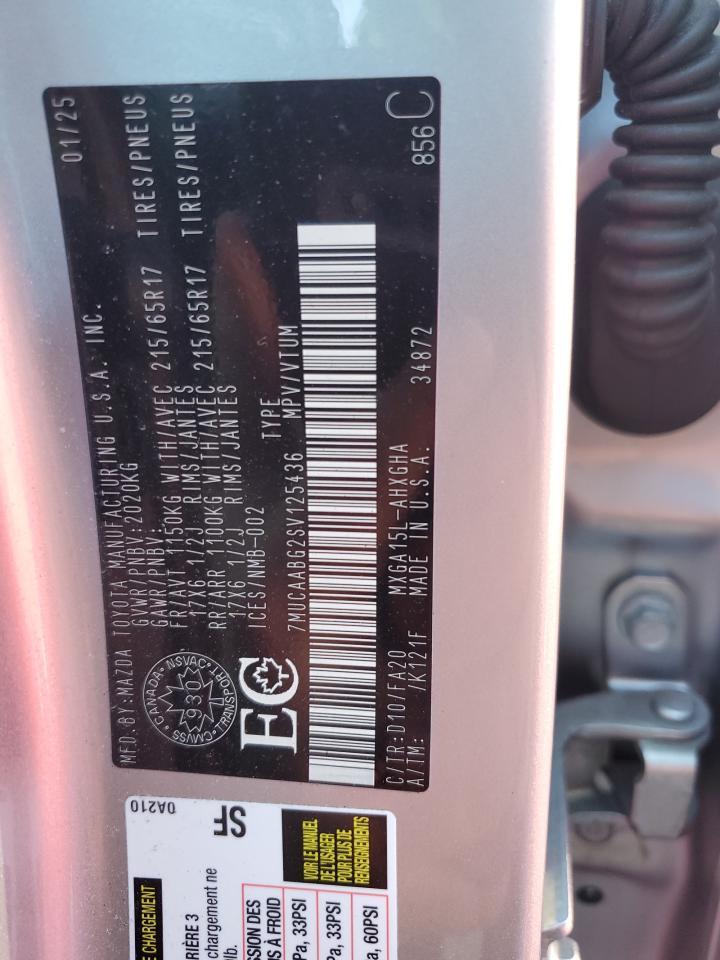 MFD.BY:MAZDA TOYOTA MANUFACTURING U.S.A. INC. 01/25
GVWR/PNBV:2020KG
GAWR/PNBV:
FR/AVT 1150KG WITH/AVEC 215/65R17 TIRES/PNEUS
17X6 1/2J RIMS/JANTES
RR/ARR 1100KG WITH/AVEC 215/65R17 TIRES/PNEUS
17X6 1/2J RIMS/JANTES
ICES/NMB-002 TYPE
7MUCAABG2SV125436 MPV/VTUM
CANADA NSVAC TRANSPORT CMVSS
930
EC
C/TR:D10/FA20 MXGA15L-AHXGHA 34872 856 C
A/TM: /K121F MADE IN U.S.A.
0A210
SF
CHARGEMENT
VOIR LE MANUEL
DE L'USAGER
POUR PLUS DE
RENSEIGNEMENTS
RIÈRE 3
chargement ne
lb.
SSION DES
S À FROID
Pa, 33PSI
Pa, 33PSI
a, 60PSI